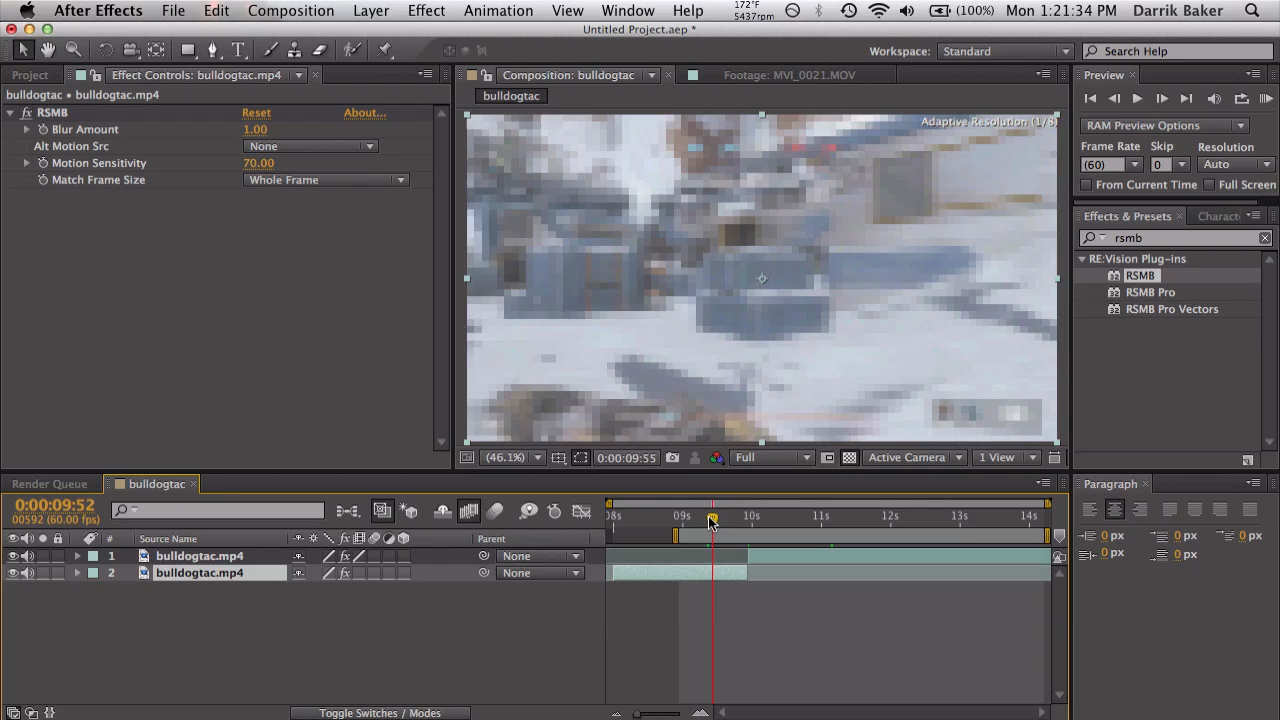 After Effects File Edit Composition Layer Effect Animation View Window Help 172°F 5437rpm (100%) Mon 1:21:34 PM Darrik Baker
Untitled Project.aep *
Workspace: Standard Search Help
Project Effect Controls: bulldogtac.mp4 Composition: bulldogtac Footage: MVI_0021.MOV Preview
bulldogtac • bulldogtac.mp4 bulldogtac
fx RSMB Reset About...
Blur Amount 1.00
Alt Motion Src None
Motion Sensitivity 70.00
Match Frame Size Whole Frame
Adaptive Resolution (1/8)
RAM Preview Options
Frame Rate Skip Resolution
(60) 0 Auto
From Current Time Full Screen
Effects & Presets Charact
rsmb
RE:Vision Plug-ins
RSMB
RSMB Pro
RSMB Pro Vectors
(46.1%) 0:00:09:55 Full Active Camera 1 View
Render Queue bulldogtac Paragraph
0:00:09:52
00592 (60.00 fps)
08s 09s 10s 11s 12s 13s 14s
# Source Name fx Parent
1 bulldogtac.mp4 fx None
2 bulldogtac.mp4 fx None
0 px 0 px 0 px
0 px 0 px
Toggle Switches / Modes